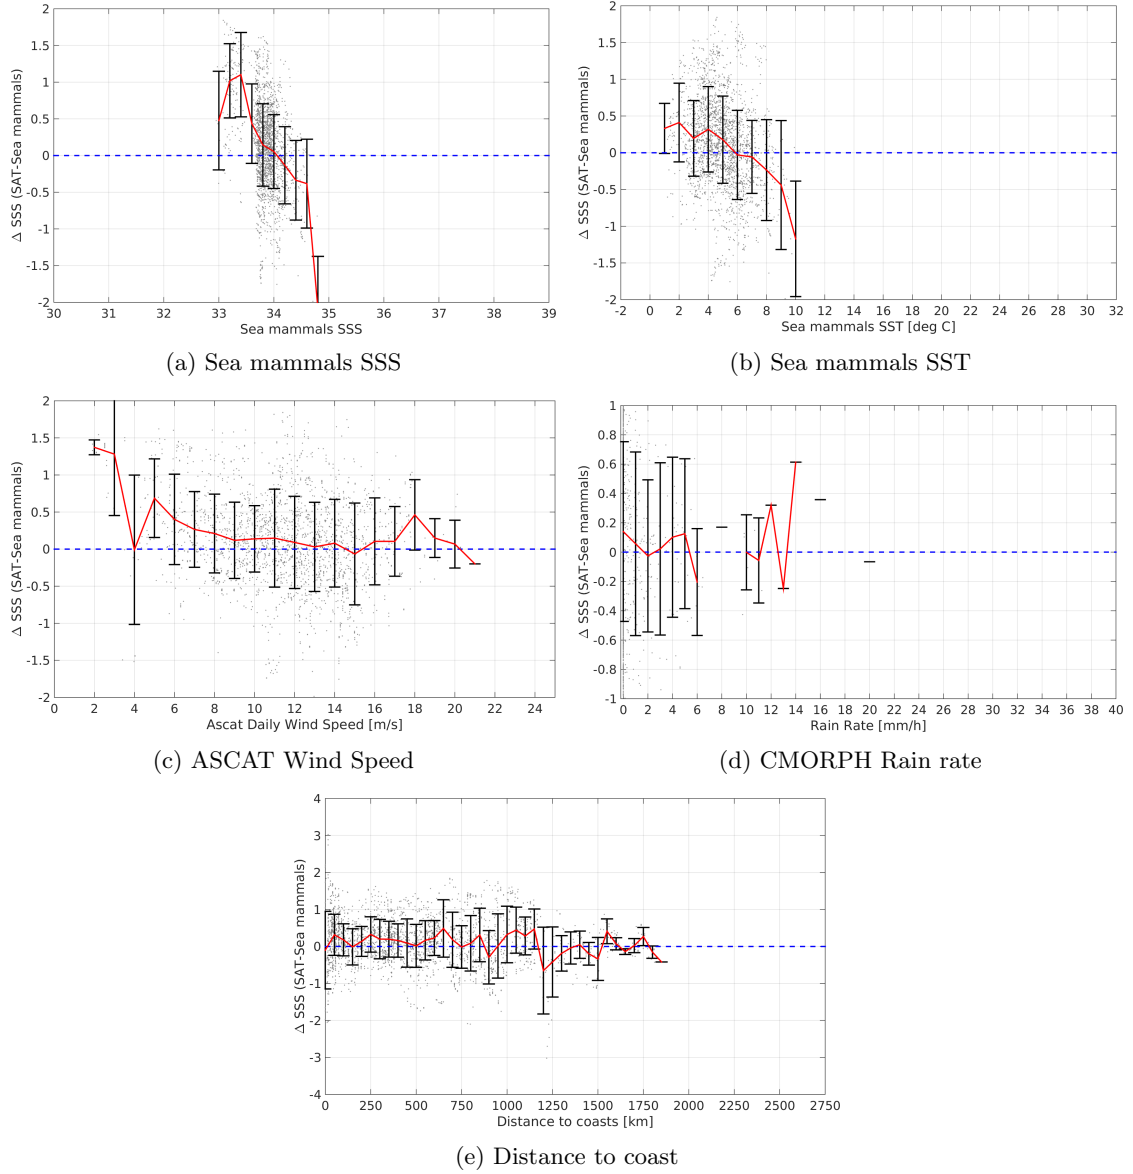 2
1.5
1
0.5
0
-0.5
-1
-1.5
-2
Δ SSS (SAT-Sea mammals)
30 31 32 33 34 35 36 37 38 39
Sea mammals SSS
(a) Sea mammals SSS
2
1.5
1
0.5
0
-0.5
-1
-1.5
-2
Δ SSS (SAT-Sea mammals)
-2 0 2 4 6 8 10 12 14 16 18 20 22 24 26 28 30 32
Sea mammals SST [deg C]
(b) Sea mammals SST
2
1.5
1
0.5
0
-0.5
-1
-1.5
-2
Δ SSS (SAT-Sea mammals)
0 2 4 6 8 10 12 14 16 18 20 22 24
Ascat Daily Wind Speed [m/s]
(c) ASCAT Wind Speed
1
0.8
0.6
0.4
0.2
0
-0.2
-0.4
-0.6
-0.8
-1
Δ SSS (SAT-Sea mammals)
0 2 4 6 8 10 12 14 16 18 20 22 24 26 28 30 32 34 36 38 40
Rain Rate [mm/h]
(d) CMORPH Rain rate
4
3
2
1
0
-1
-2
-3
-4
Δ SSS (SAT-Sea mammals)
0 250 500 750 1000 1250 1500 1750 2000 2250 2500 2750
Distance to coasts [km]
(e) Distance to coast